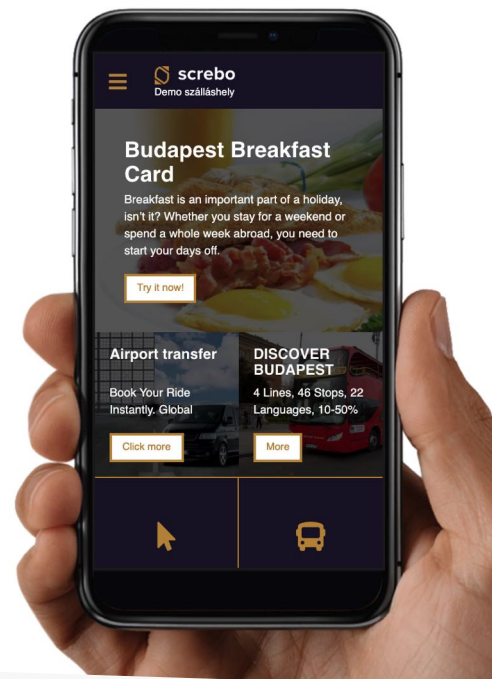 screbo
Demo szálláshely
Budapest Breakfast
Card
Breakfast is an important part of a holiday,
isn't it? Whether you stay for a weekend or
spend a whole week abroad, you need to
start your days off.
Try it now!
Airport transfer
Book Your Ride
Instantly. Global
Click more
DISCOVER
BUDAPEST
4 Lines, 46 Stops, 22
Languages, 10-50%
More